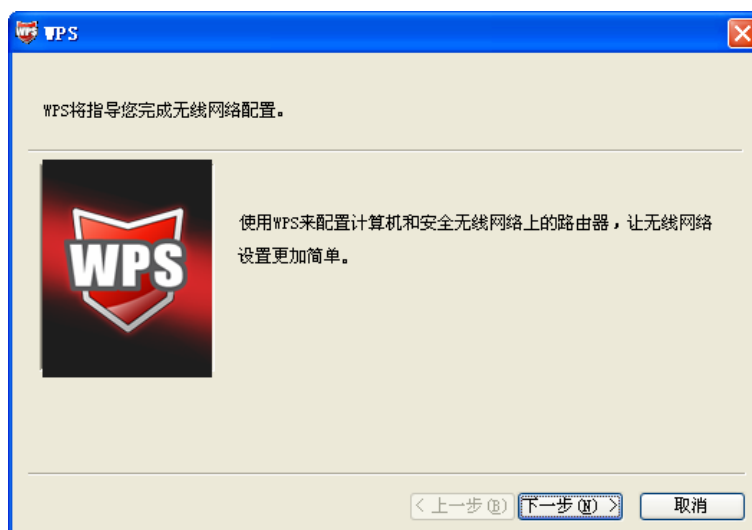 WPS
WPS将指导您完成无线网络配置。
使用WPS来配置计算机和安全无线网络上的路由器，让无线网络
设置更加简单。
WPS
< 上一步(B)
下一步(N) >
取消